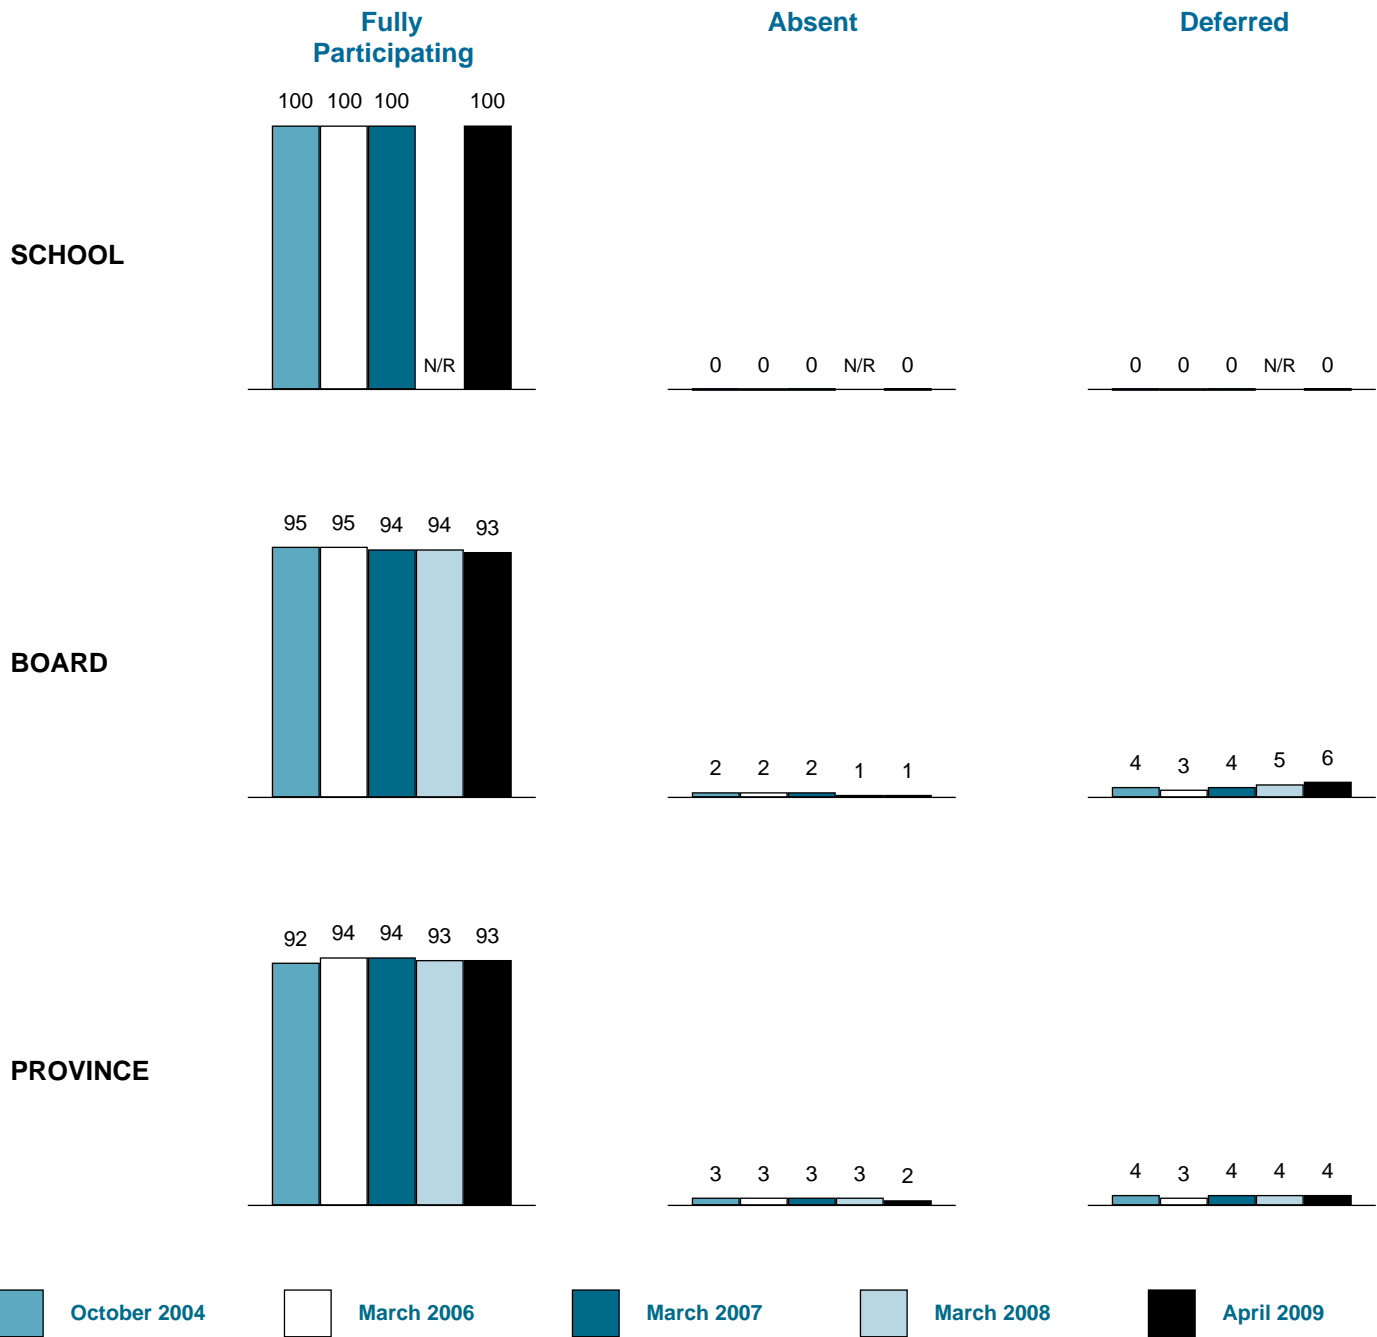 Fully Participating
Absent
Deferred
100 100 100 100
SCHOOL
N/R
0 0 0 N/R 0
0 0 0 N/R 0
95 95 94 94 93
BOARD
2 2 2 1 1
4 3 4 5 6
92 94 94 93 93
PROVINCE
3 3 3 3 2
4 3 4 4 4
October 2004
March 2006
March 2007
March 2008
April 2009